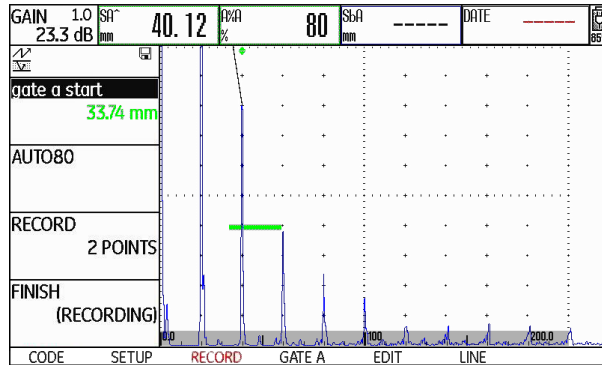 GAIN 1.0 SA^ A%A SbA DATE
23.3 dB mm 40.12 % 80 mm ----- ------
85
gate a start
33.74 mm
AUTO80
RECORD
2 POINTS
FINISH
(RECORDING)
0.0 100 200.0
CODE SETUP RECORD GATE A EDIT LINE